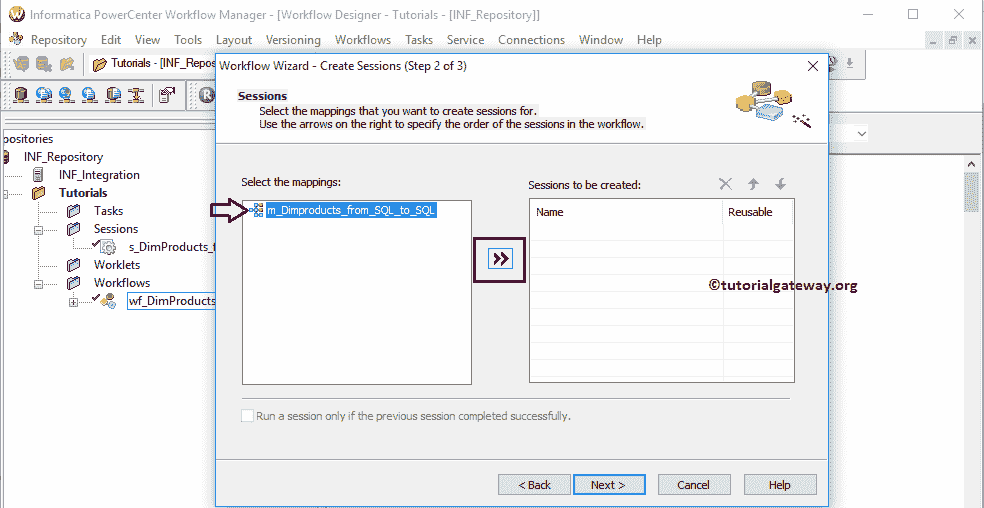 Informatica PowerCenter Workflow Manager - [Workflow Designer - Tutorials - [INF_Repository]]
Repository Edit View Tools Layout Versioning Workflows Tasks Service Connections Window Help
Tutorials - [INF_Repos
Workflow Wizard - Create Sessions (Step 2 of 3)
Sessions
Select the mappings that you want to create sessions for.
Use the arrows on the right to specify the order of the sessions in the workflow.
positories
INF_Repository
INF_Integration
Tutorials
Tasks
Sessions
s_DimProducts_f
Worklets
Workflows
wf_DimProducts
Select the mappings:
m_Dimproducts_from_SQL_to_SQL
Sessions to be created:
Name Reusable
©tutorialgateway.org
Run a session only if the previous session completed successfully.
< Back Next > Cancel Help